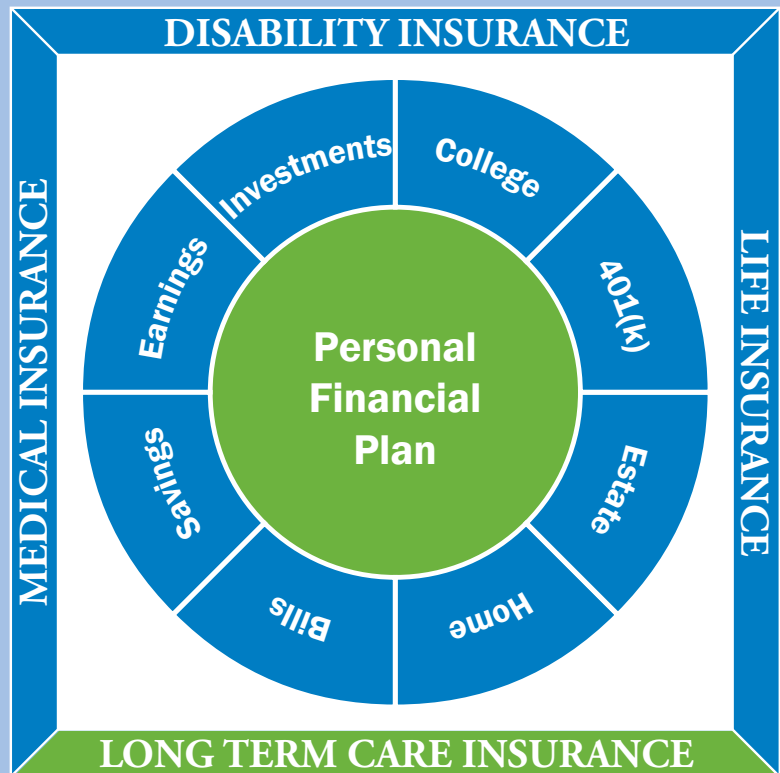 DISABILITY INSURANCE
MEDICAL INSURANCE
LIFE INSURANCE
Investments
College
401(k)
Estate
Home
Bills
Savings
Earnings
Personal
Financial
Plan
LONG TERM CARE INSURANCE